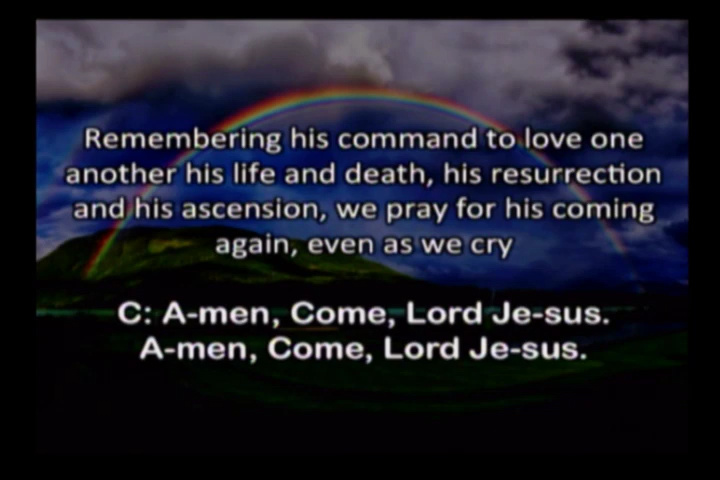 Remembering his command to love one
another his life and death, his resurrection
and his ascension, we pray for his coming
again, even as we cry
C: A-men, Come, Lord Je-sus.
A-men, Come, Lord Je-sus.